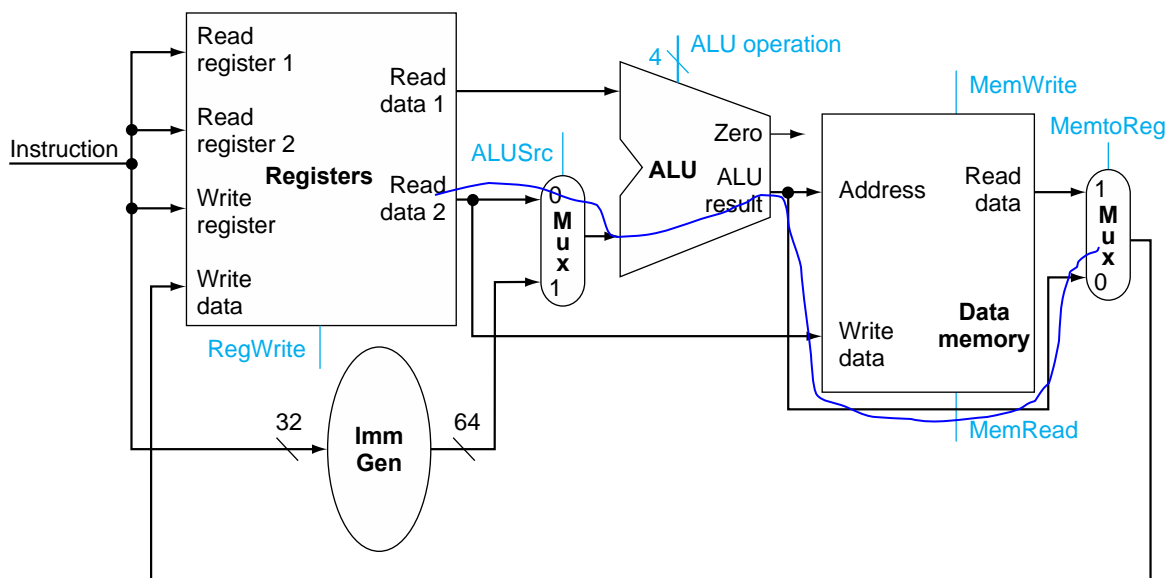 Instruction
Read
register 1
Read
register 2
Registers
Write
register
Write
data
Read
data 1
Read
data 2
RegWrite
32
Imm
Gen
64
ALUSrc
0
M
u
x
1
4
ALU operation
Zero
ALU
ALU
result
MemWrite
Address
Read
data
Write
data
Data
memory
MemRead
MemtoReg
1
M
u
x
0